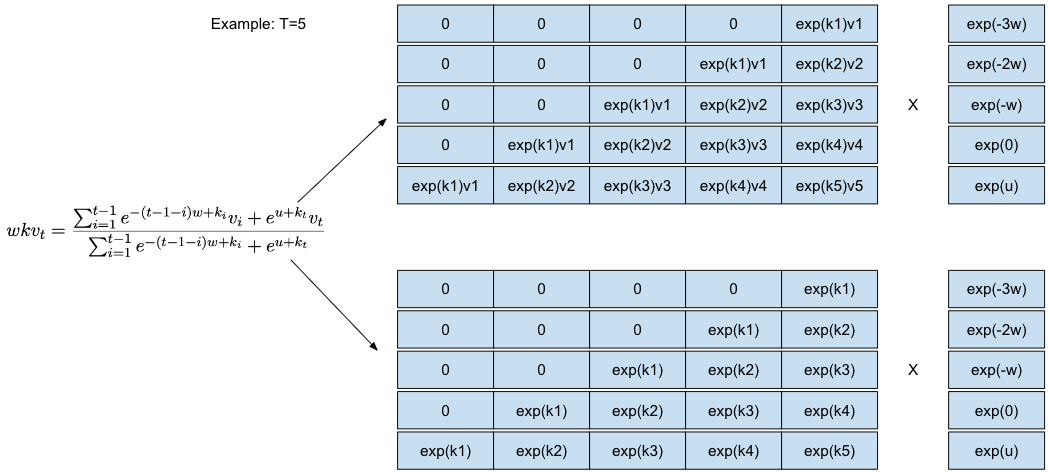 Example: T=5
0 0 0 0 exp(k1)v1 exp(-3w)
0 0 0 exp(k1)v1 exp(k2)v2 exp(-2w)
0 0 exp(k1)v1 exp(k2)v2 exp(k3)v3 X exp(-w)
0 exp(k1)v1 exp(k2)v2 exp(k3)v3 exp(k4)v4 exp(0)
exp(k1)v1 exp(k2)v2 exp(k3)v3 exp(k4)v4 exp(k5)v5 exp(u)
wkv_t = \frac{\sum_{i=1}^{t-1} e^{-(t-1-i)w+k_i} v_i + e^{u+k_t} v_t}{\sum_{i=1}^{t-1} e^{-(t-1-i)w+k_i} + e^{u+k_t}}
0 0 0 0 exp(k1) exp(-3w)
0 0 0 exp(k1) exp(k2) exp(-2w)
0 0 exp(k1) exp(k2) exp(k3) X exp(-w)
0 exp(k1) exp(k2) exp(k3) exp(k4) exp(0)
exp(k1) exp(k2) exp(k3) exp(k4) exp(k5) exp(u)